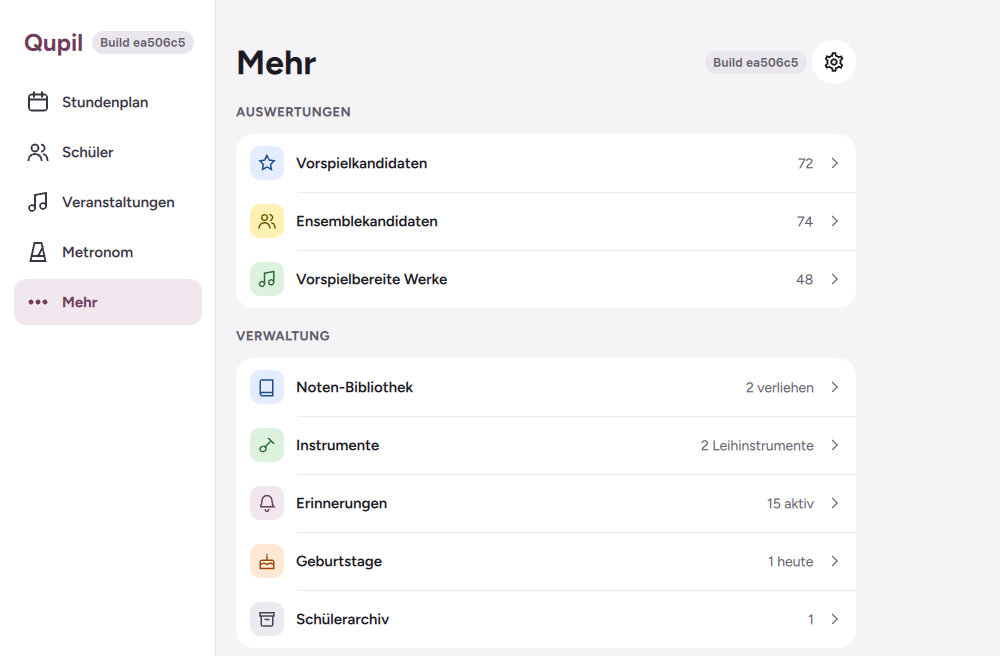 Qupil Build ea506c5
Stundenplan
Schüler
Veranstaltungen
Metronom
Mehr
Mehr Build ea506c5
AUSWERTUNGEN
Vorspielkandidaten 72
Ensemblekandidaten 74
Vorspielbereite Werke 48
VERWALTUNG
Noten-Bibliothek 2 verliehen
Instrumente 2 Leihinstrumente
Erinnerungen 15 aktiv
Geburtstage 1 heute
Schülerarchiv 1